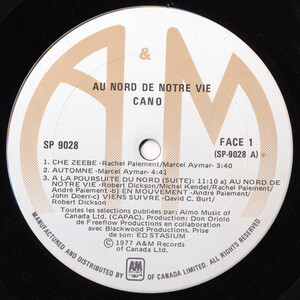 A&M
AU NORD DE NOTRE VIE
CANO
SP 9028
FACE 1
(SP-9028 A)
1. CHE ZEEBE -Rachel Paiement/Marcel Aymar- 3:40
2. AUTOMNE -Marcel Aymar- 4:41
3. A LA POURSUITE DU NORD (SUITE): 11:10 a) AU NORD DE
NOTRE VIE -Robert Dickson/Michel Kendel/Rachel Paiement/
André Paiement- b) EN MOUVEMENT -André Paiement/
John Doerr- c) VIENS SUIVRE -David C. Burt/
Robert Dickson
Toutes les sélections publiées par: Almo Music of
Canada Ltd. (CAPAC). Production: Don Oriolo
de Freeflow Productions en coopération
avec Blackwood Productions. Prise
de son: ED STASIUM
℗ 1977 A&M Records
of Canada Ltd.
MANUFACTURED AND DISTRIBUTED BY A&M RECORDS OF CANADA LIMITED